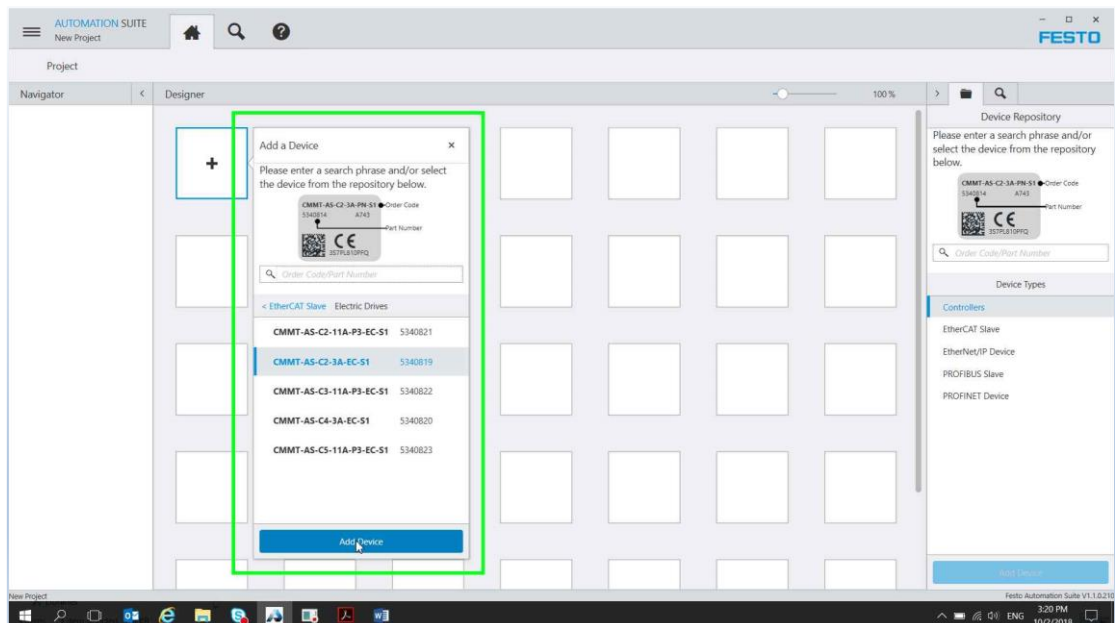 AUTOMATION SUITE
New Project
FESTO
Project
Navigator
Designer
100 %
Device Repository
Please enter a search phrase and/or
select the device from the repository
below.
CMMT-AS-C2-3A-PN-S1 Order Code
5340814 A743
Part Number
CE
3S7PL810PFQ
Order Code/Part Number
Device Types
Controllers
EtherCAT Slave
EtherNet/IP Device
PROFIBUS Slave
PROFINET Device
Add Device
Add a Device
Please enter a search phrase and/or select
the device from the repository below.
CMMT-AS-C2-3A-PN-S1 Order Code
5340814 A743
Part Number
CE
3S7PL810PFQ
Order Code/Part Number
< EtherCAT Slave Electric Drives
CMMT-AS-C2-11A-P3-EC-S1 5340821
CMMT-AS-C2-3A-EC-S1 5340819
CMMT-AS-C3-11A-P3-EC-S1 5340822
CMMT-AS-C4-3A-EC-S1 5340820
CMMT-AS-C5-11A-P3-EC-S1 5340823
Add Device
New Project
Festo Automation Suite V1.1.0.210
ENG
3:20 PM
10/2/2018